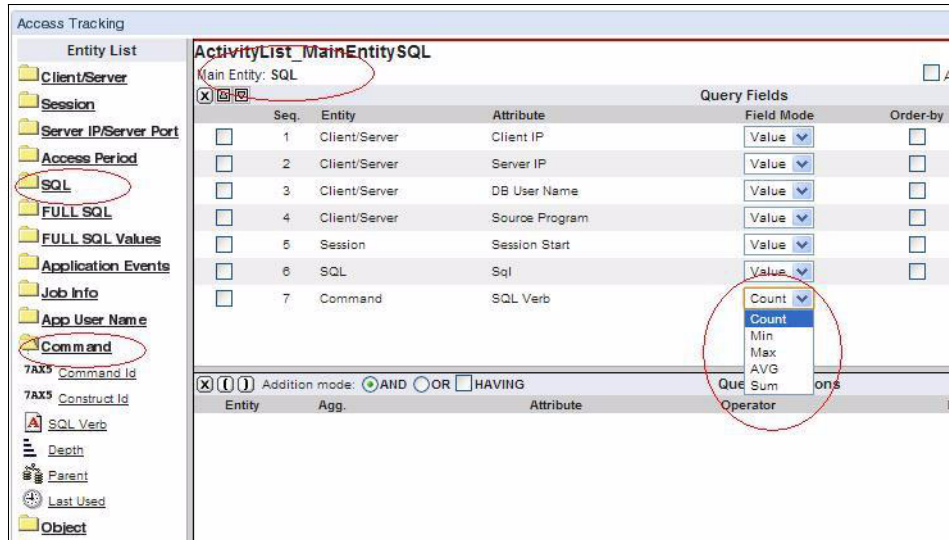 Access Tracking
Entity List
Client/Server
Session
Server IP/Server Port
Access Period
SQL
FULL SQL
FULL SQL Values
Application Events
Job Info
App User Name
Command
7AX5 Command Id
7AX5 Construct Id
A SQL Verb
Depth
Parent
Last Used
Object
ActivityList_MainEntitySQL
Main Entity: SQL
Query Fields
Seq. Entity Attribute Field Mode Order-by
1 Client/Server Client IP Value
2 Client/Server Server IP Value
3 Client/Server DB User Name Value
4 Client/Server Source Program Value
5 Session Session Start Value
6 SQL Sql Value
7 Command SQL Verb Count
Count
Min
Max
AVG
Sum
X ( ) Addition mode: AND OR HAVING
Entity Agg. Attribute Operator